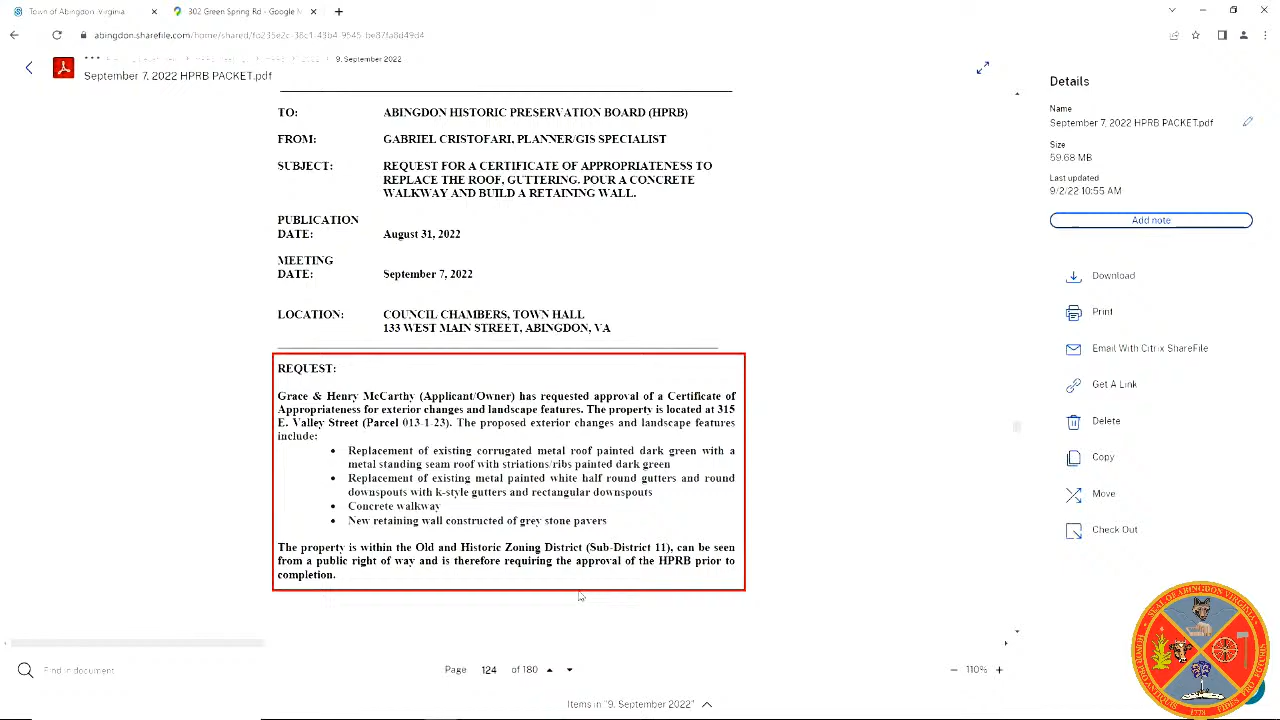 Town of Abingdon Virginia
302 Green Spring Rd - Google M
abingdon.sharefile.com/home/shared/
9. September 2022
September 7, 2022 HPRB PACKET.pdf
TO: ABINGDON HISTORIC PRESERVATION BOARD (HPRB)
FROM: GABRIEL CRISTOFARI, PLANNER/GIS SPECIALIST
SUBJECT: REQUEST FOR A CERTIFICATE OF APPROPRIATENESS TO
REPLACE THE ROOF, GUTTERING. POUR A CONCRETE
WALKWAY AND BUILD A RETAINING WALL.
PUBLICATION
DATE: August 31, 2022
MEETING
DATE: September 7, 2022
LOCATION: COUNCIL CHAMBERS, TOWN HALL
133 WEST MAIN STREET, ABINGDON, VA
REQUEST:
Grace & Henry McCarthy (Applicant/Owner) has requested approval of a Certificate of
Appropriateness for exterior changes and landscape features. The property is located at 315
E. Valley Street (Parcel 013-1-23). The proposed exterior changes and landscape features
include:
• Replacement of existing corrugated metal roof painted dark green with a
metal standing seam roof with striations/ribs painted dark green
• Replacement of existing metal painted white half round gutters and round
downspouts with k-style gutters and rectangular downspouts
• Concrete walkway
• New retaining wall constructed of grey stone pavers
The property is within the Old and Historic Zoning District (Sub-District 11), can be seen
from a public right of way and is therefore requiring the approval of the HPRB prior to
completion.
Find in document
Page 124 of 180
110%
Items in "9. September 2022"
Details
Name
September 7, 2022 HPRB PACKET.pdf
Size
59.68 MB
Last updated
9/2/22 10:55 AM
Add note
Download
Print
Email With Citrix ShareFile
Get A Link
Delete
Copy
Move
Check Out
SEAL OF ABINGDON VIRGINIA
1778